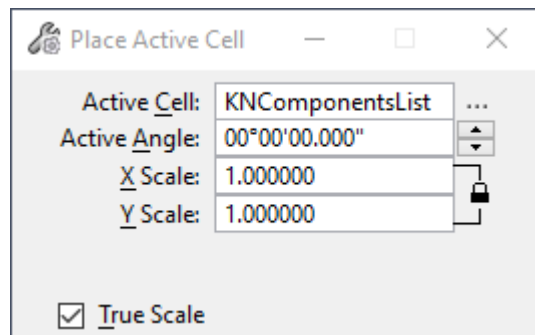 Place Active Cell
Active Cell: KNComponentsList ...
Active Angle: 00°00'00.000"
X Scale: 1.000000
Y Scale: 1.000000
True Scale